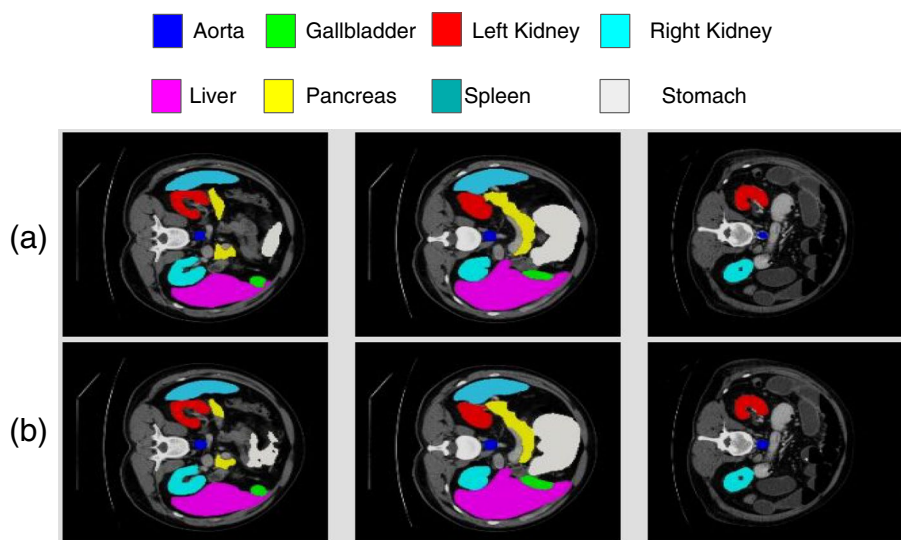 Aorta Gallbladder Left Kidney Right Kidney
Liver Pancreas Spleen Stomach
(a)
(b)